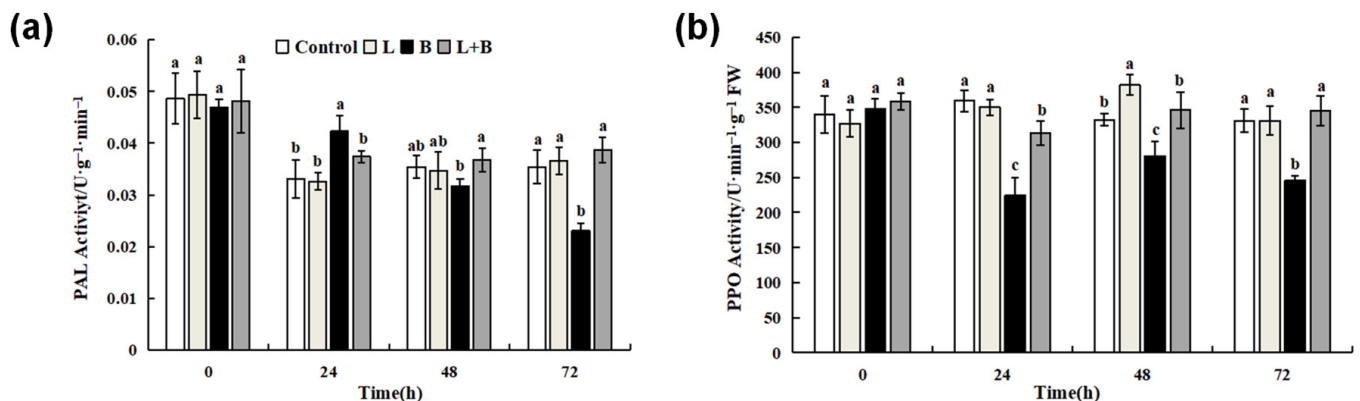 (a)
PAL Activiyt/U·g⁻¹·min⁻¹
0.06
0.05
0.04
0.03
0.02
0.01
0
Control L B L+B
a a a a
b b a b
ab ab b a
a a b a
0 24 48 72
Time(h)
(b)
PPO Activity/U·min⁻¹·g⁻¹ FW
450
400
350
300
250
200
150
100
50
0
a a a a
a a c b
b a c b
a a b a
0 24 48 72
Time(h)